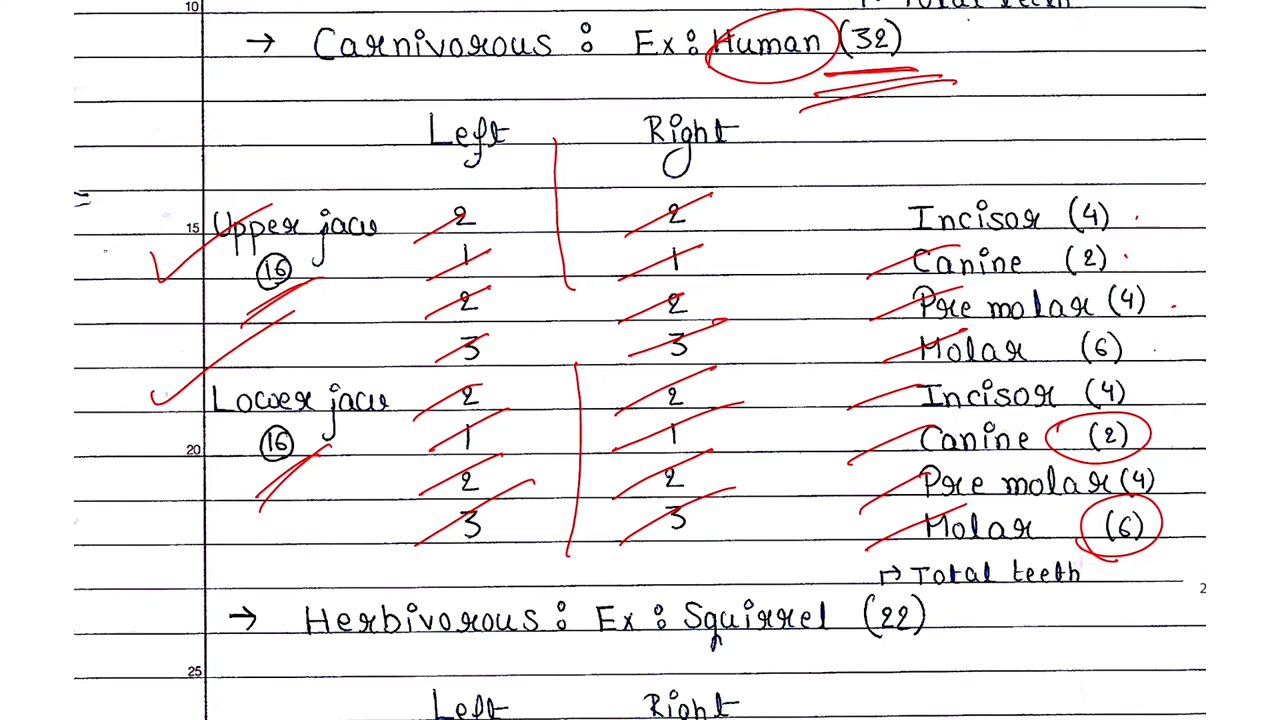 10
Total teeth
→ Carnivorous : Ex: Human (32)
Left Right
15 Upper jaw 2 2 Incisor (4)
1 1 Canine (2)
16
2 2 Pre molar (4)
3 3 Molar (6)
Lower jaw 2 2 Incisor (4)
20 16 1 1 Canine (2)
2 2 Pre molar (4)
3 3 Molar (6)
↦ Total teeth
2
→ Herbivorous : Ex : Squirrel (22)
25
Left Right